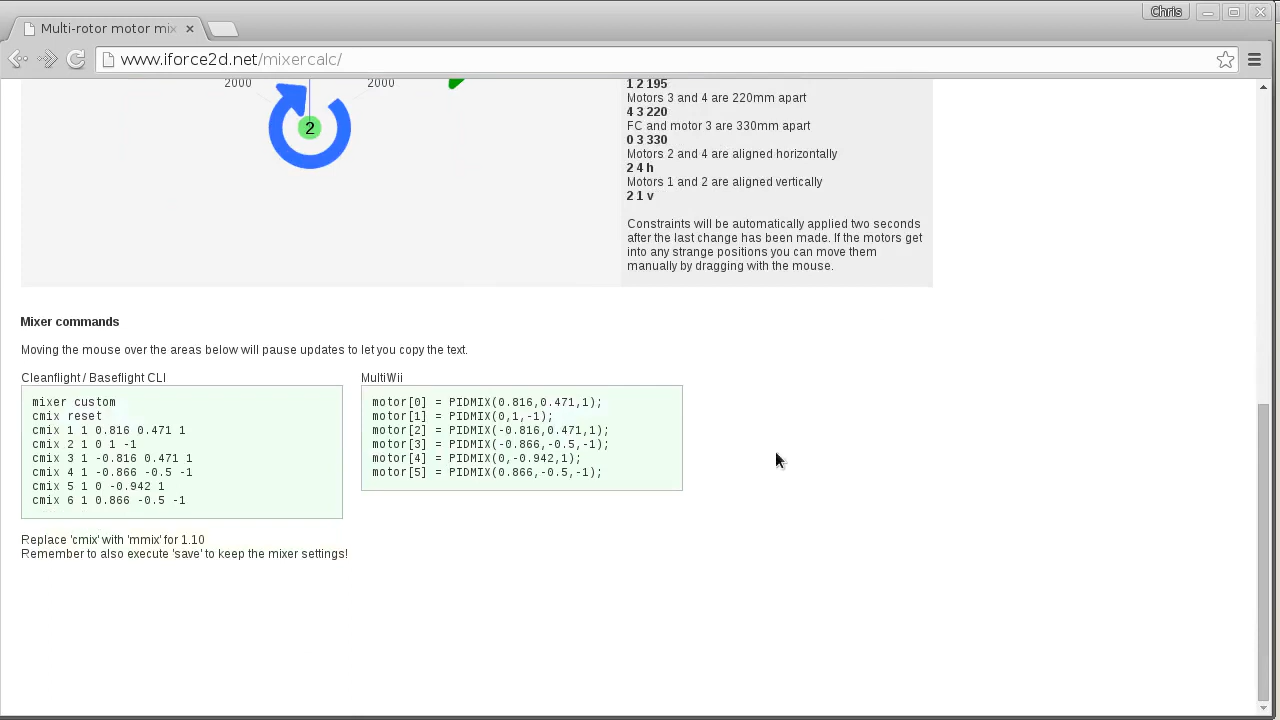 Chris
Multi-rotor motor mix
www.iforce2d.net/mixercalc/
2000
2000
2
1 2 195
Motors 3 and 4 are 220mm apart
4 3 220
FC and motor 3 are 330mm apart
0 3 330
Motors 2 and 4 are aligned horizontally
2 4 h
Motors 1 and 2 are aligned vertically
2 1 v
Constraints will be automatically applied two seconds
after the last change has been made. If the motors get
into any strange positions you can move them
manually by dragging with the mouse.
Mixer commands
Moving the mouse over the areas below will pause updates to let you copy the text.
Cleanflight / Baseflight CLI
mixer custom
cmix reset
cmix 1 1 0.816 0.471 1
cmix 2 1 0 1 -1
cmix 3 1 -0.816 0.471 1
cmix 4 1 -0.866 -0.5 -1
cmix 5 1 0 -0.942 1
cmix 6 1 0.866 -0.5 -1
MultiWii
motor[0] = PIDMIX(0.816,0.471,1);
motor[1] = PIDMIX(0,1,-1);
motor[2] = PIDMIX(-0.816,0.471,1);
motor[3] = PIDMIX(-0.866,-0.5,-1);
motor[4] = PIDMIX(0,-0.942,1);
motor[5] = PIDMIX(0.866,-0.5,-1);
Replace 'cmix' with 'mmix' for 1.10
Remember to also execute 'save' to keep the mixer settings!